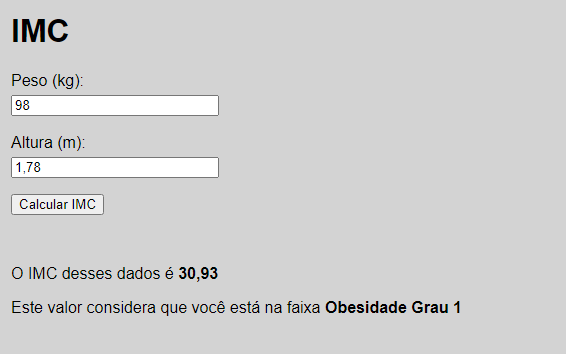 IMC
Peso (kg):
98
Altura (m):
1,78
Calcular IMC
O IMC desses dados é 30,93
Este valor considera que você está na faixa Obesidade Grau 1